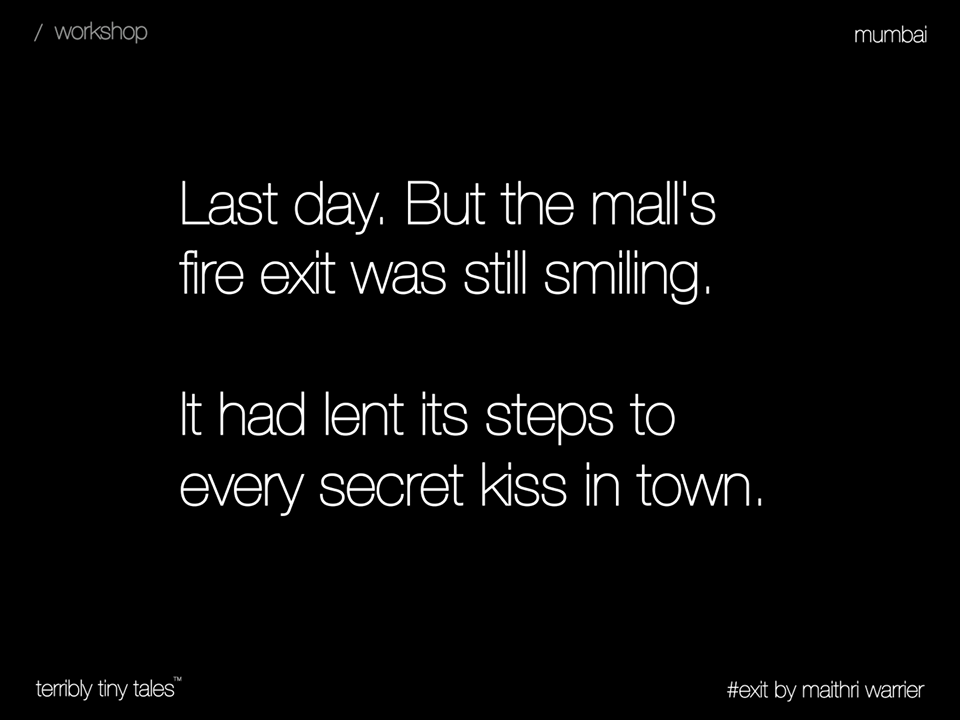 / workshop
mumbai
Last day. But the mall's
fire exit was still smiling.
It had lent its steps to
every secret kiss in town.
terribly tiny tales™
#exit by maithri warrier